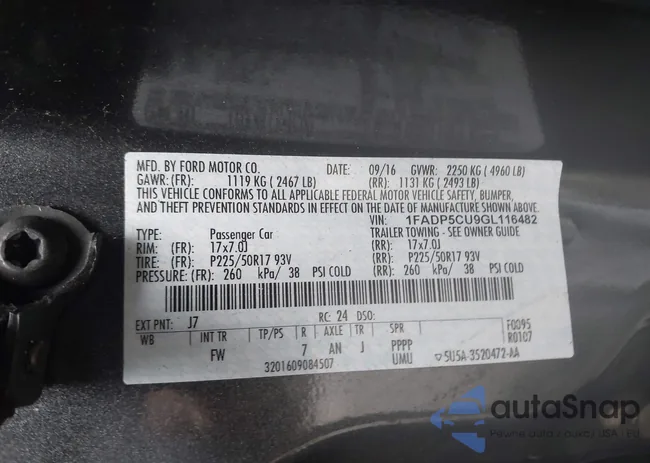 MFD. BY FORD MOTOR CO. DATE: 09/16 GVWR: 2250 KG ( 4960 LB)
GAWR: (FR): 1119 KG ( 2467 LB) (RR): 1131 KG ( 2493 LB)
THIS VEHICLE CONFORMS TO ALL APPLICABLE FEDERAL MOTOR VEHICLE SAFETY, BUMPER,
AND THEFT PREVENTION STANDARDS IN EFFECT ON THE DATE OF MANUFACTURE SHOWN ABOVE.
VIN: 1FADP5CU9GL116482
TYPE: Passenger Car TRAILER TOWING - SEE OWNER GUIDE
RIM: (FR): 17x7.0J (RR): 17x7.0J
TIRE: (FR): P225/50R17 93V (RR): P225/50R17 93V
PRESSURE: (FR): 260 kPa/ 38 PSI COLD (RR): 260 kPa/ 38 PSI COLD
EXT PNT: J7 RC: 24 DSO: F0095
WB INT TR TP/PS R AXLE TR SPR R0107
FW 7 AN J PPPP
UMU 5U5A-3520472-AA
3201609084507
autaSnap
Pewne auta z aukcji USA - EU